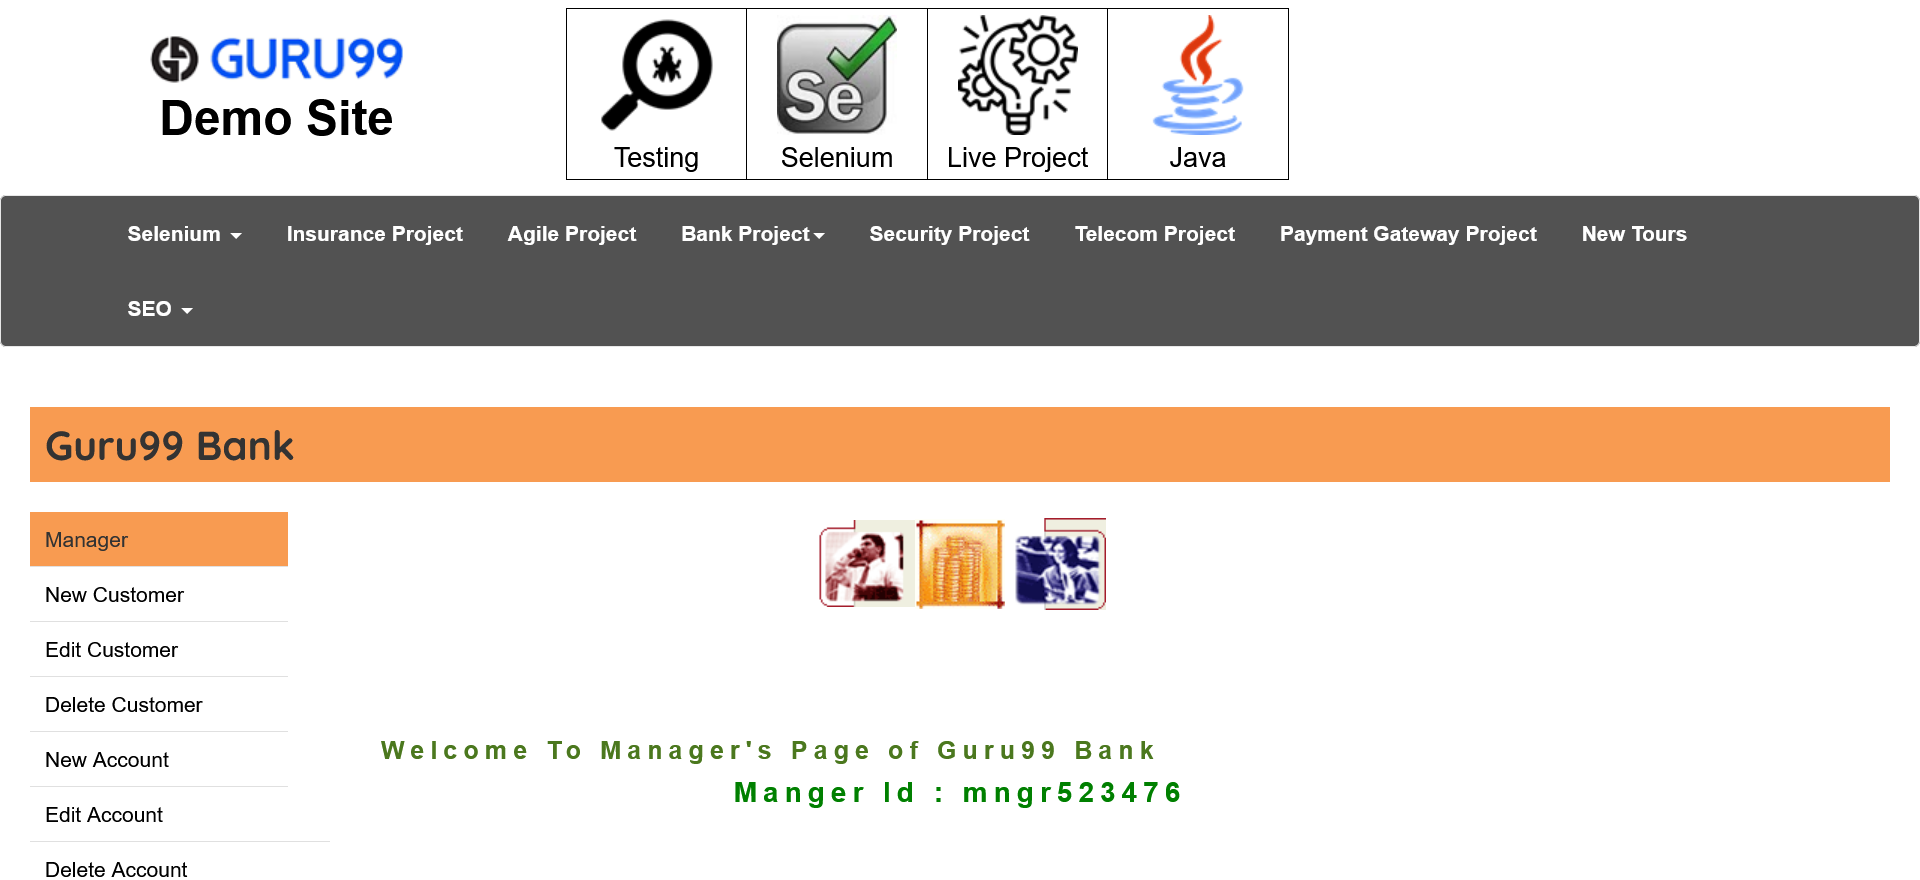 GURU99
Demo Site
Testing
Selenium
Live Project
Java
Selenium
Insurance Project
Agile Project
Bank Project
Security Project
Telecom Project
Payment Gateway Project
New Tours
SEO
Guru99 Bank
Manager
New Customer
Edit Customer
Delete Customer
New Account
Edit Account
Delete Account
Welcome To Manager's Page of Guru99 Bank
Manger Id : mngr523476